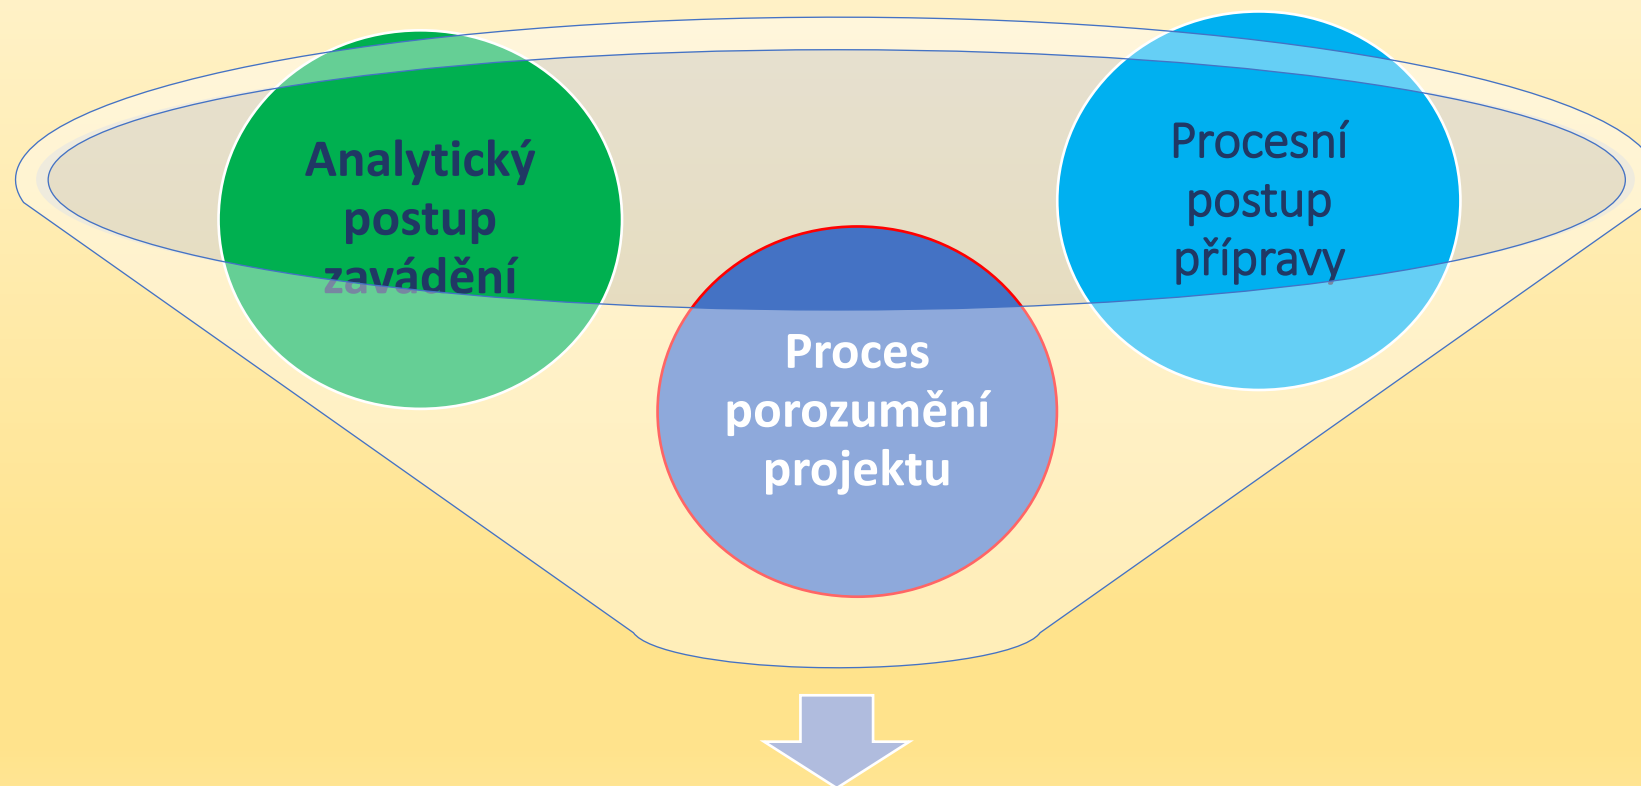 Analytický
postup
zavádění
Procesní
postup
přípravy
Proces
porozumění
projektu